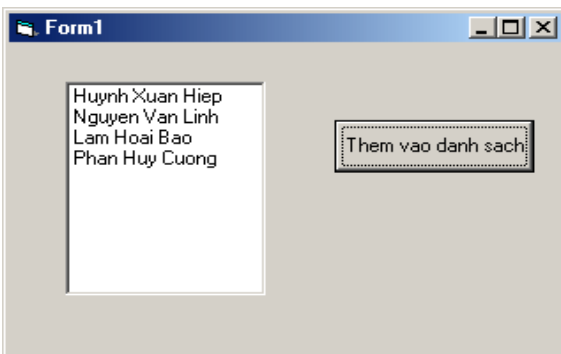 Form1
Huynh Xuan Hiep
Nguyen Van Linh
Lam Hoai Bao
Phan Huy Cuong
Them vao danh sach